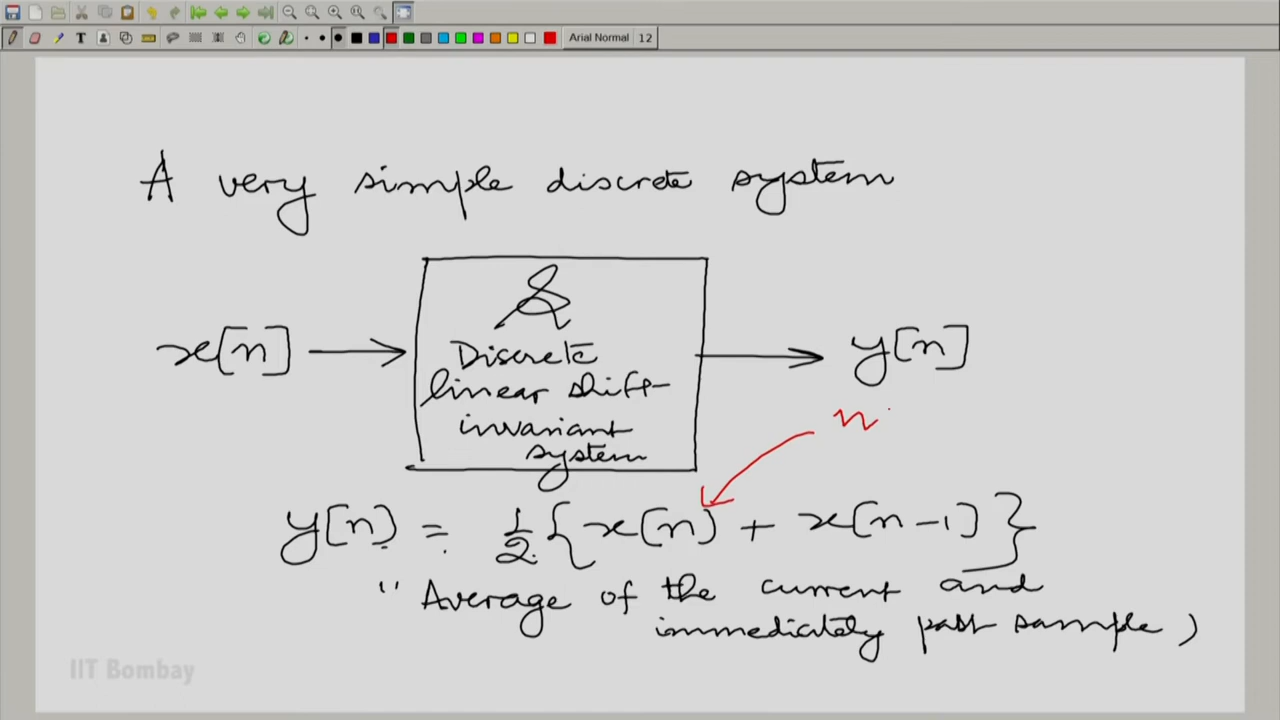 Arial Normal 12
A very simple discrete system
x[n] → S → y[n]
Discrete
linear shift-
invariant
system
n
y[n] = 1/2 { x[n] + x[n-1] }
" Average of the current and
immediately past sample )
IIT Bombay